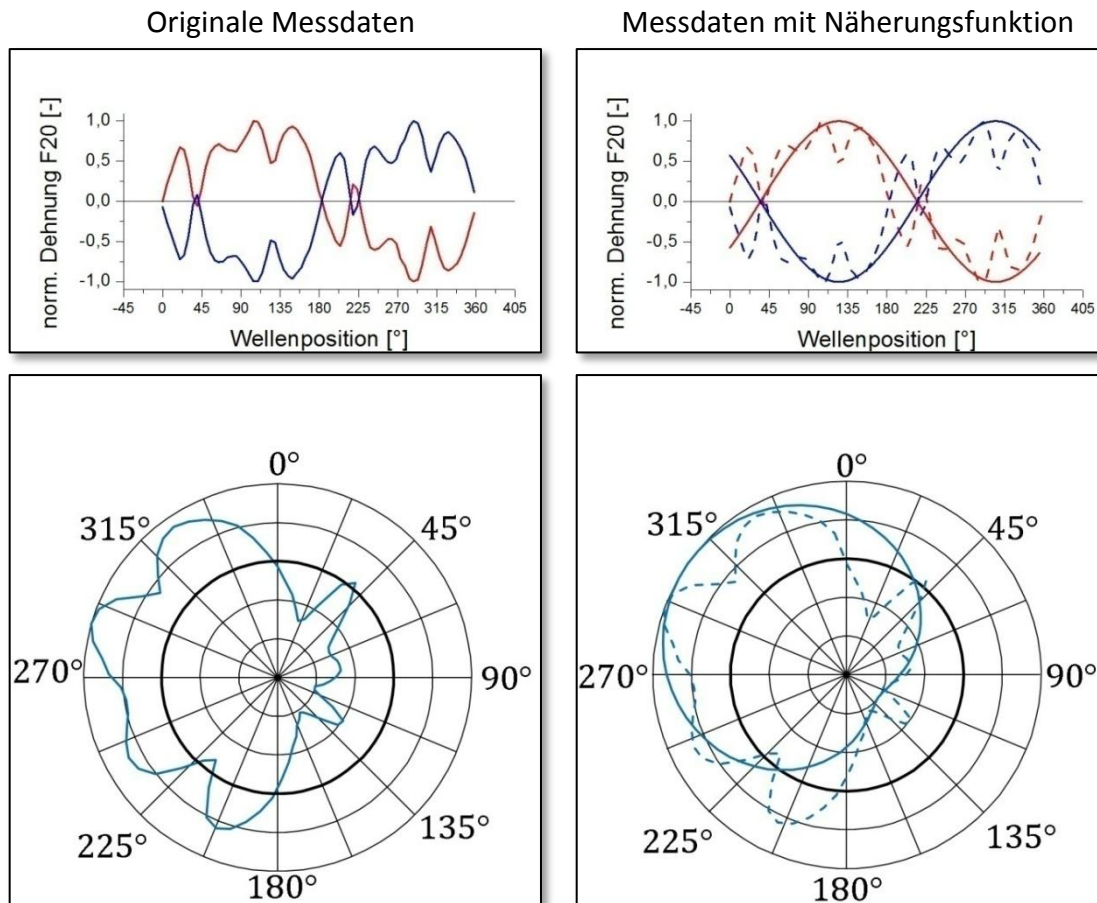 Originale Messdaten
Messdaten mit Näherungsfunktion
norm. Dehnung F20 [-]
1,0
0,5
0,0
-0,5
-1,0
-45 0 45 90 135 180 225 270 315 360 405
Wellenposition [°]
norm. Dehnung F20 [-]
1,0
0,5
0,0
-0,5
-1,0
-45 0 45 90 135 180 225 270 315 360 405
Wellenposition [°]
0°
315° 45°
270° 90°
225° 135°
180°
0°
315° 45°
270° 90°
225° 135°
180°